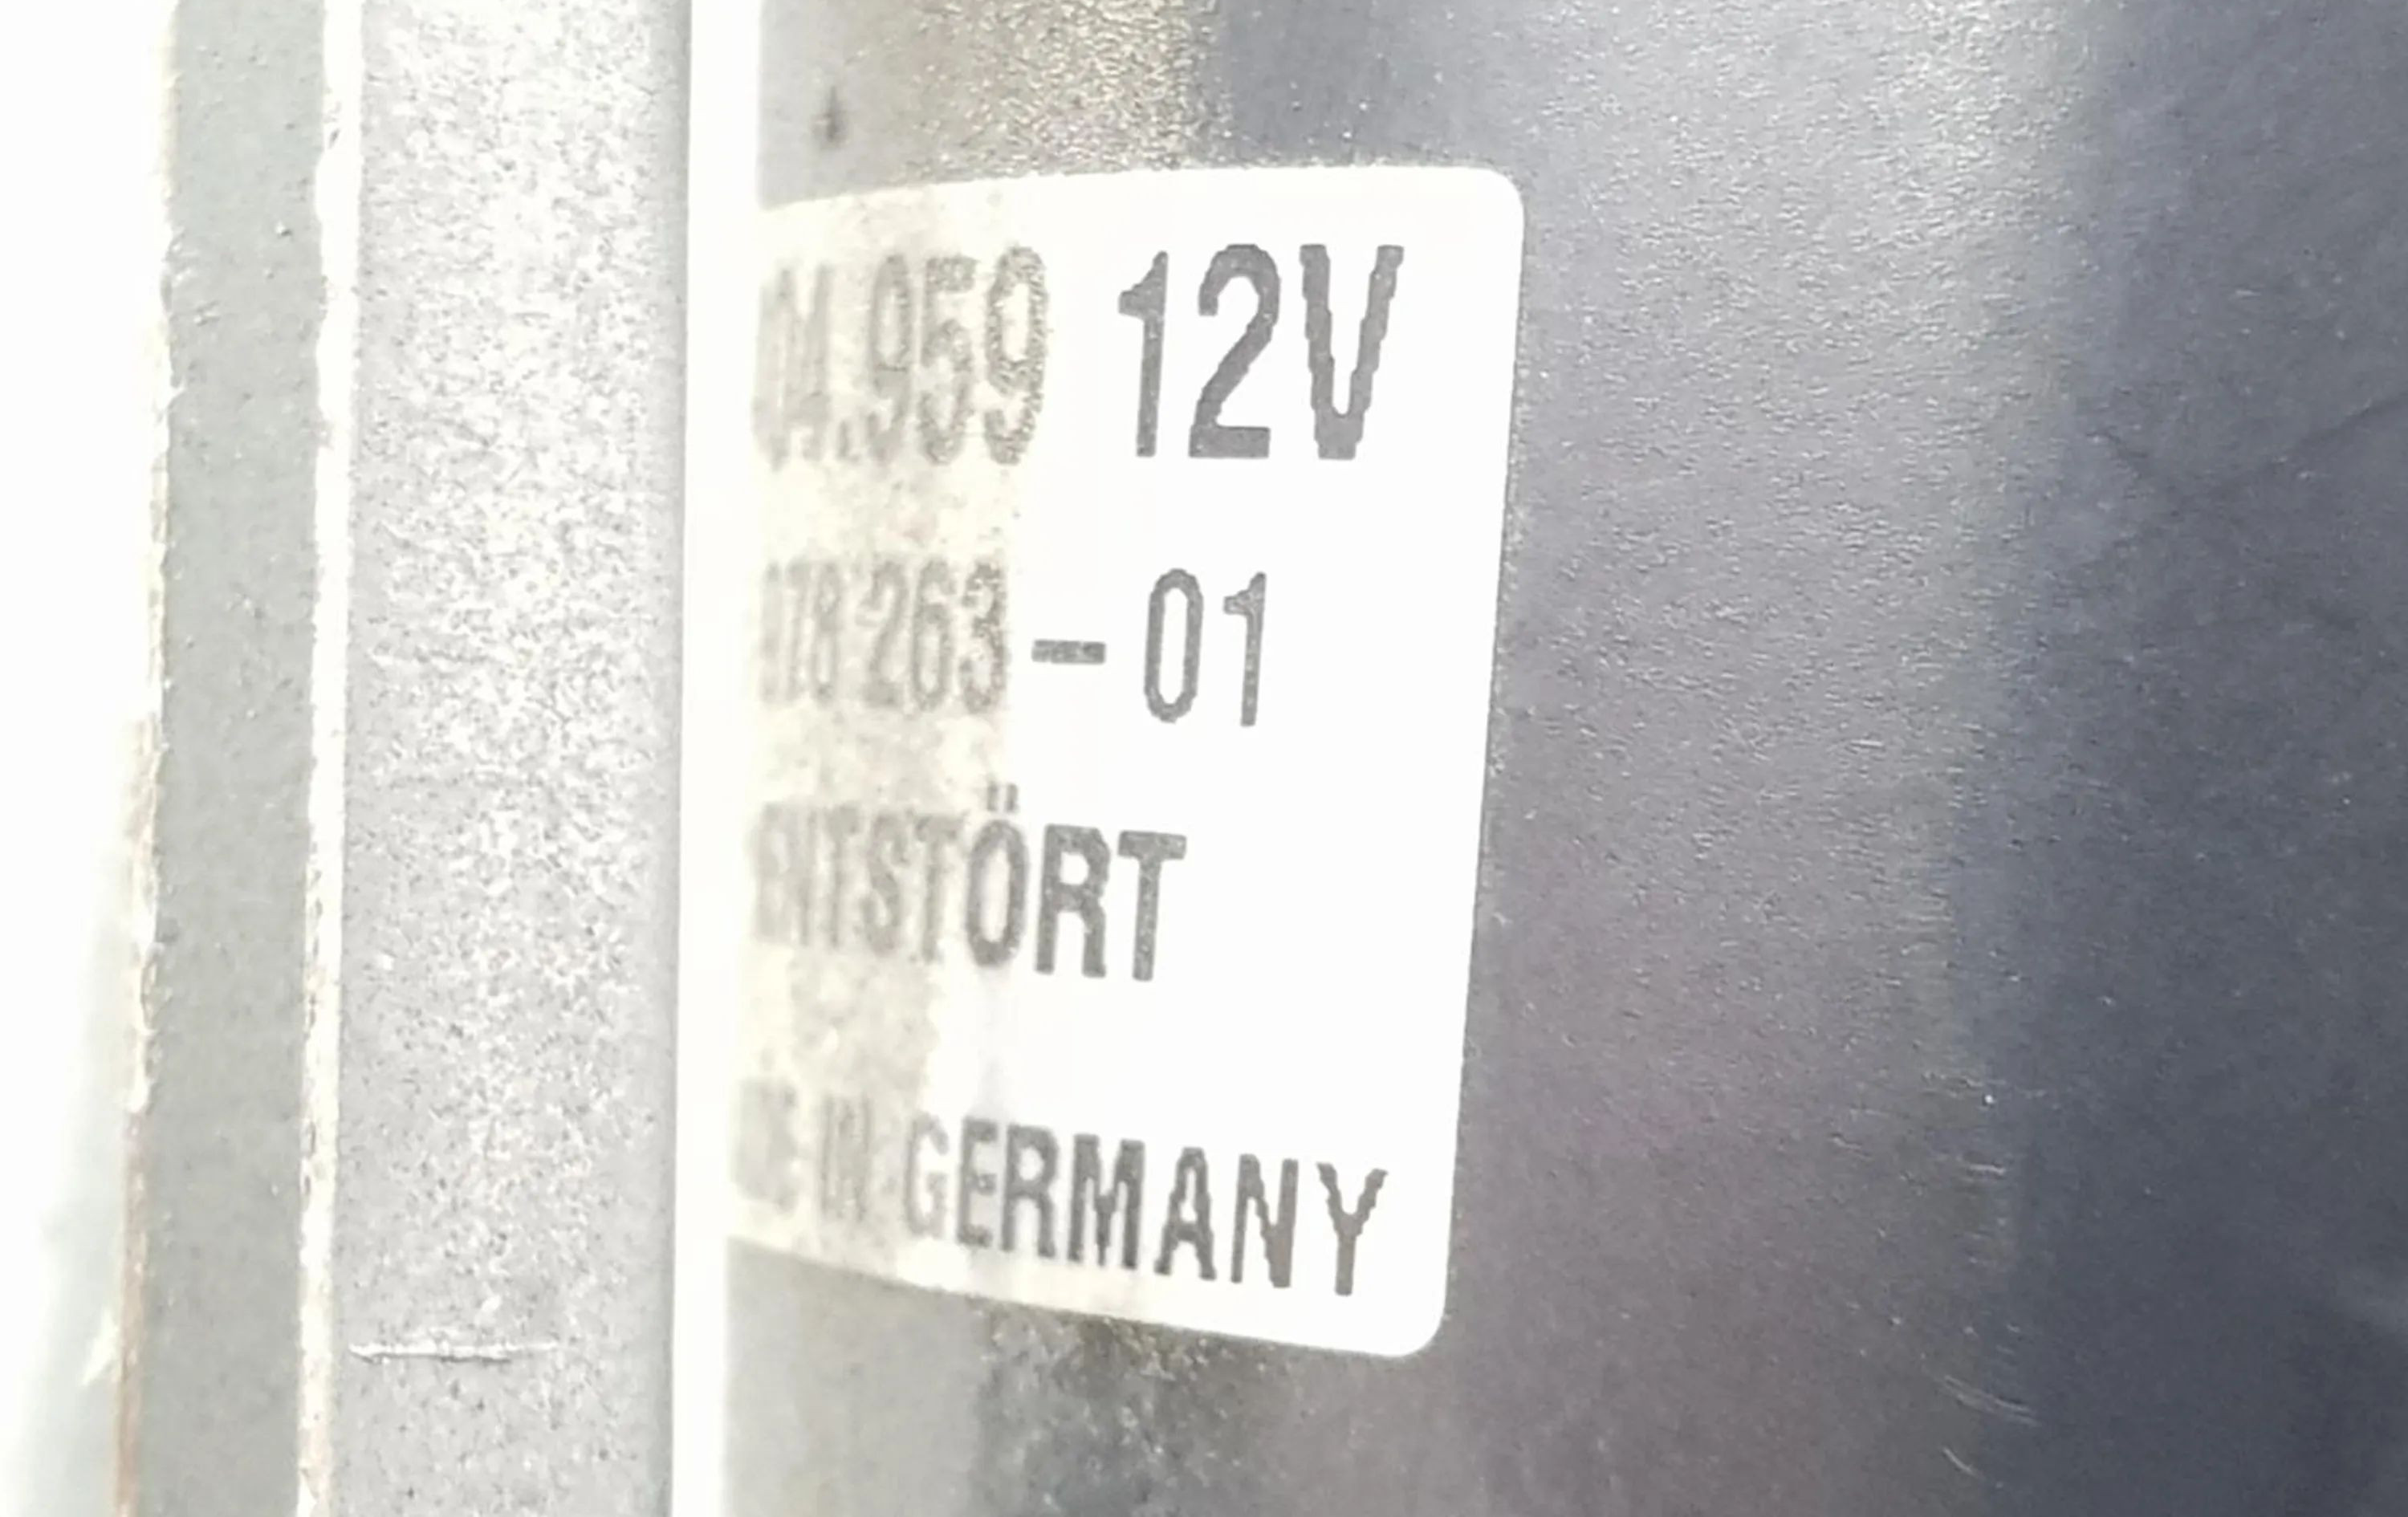 04.959 12V
078 263-01
ENTSTÖRT
IN GERMANY